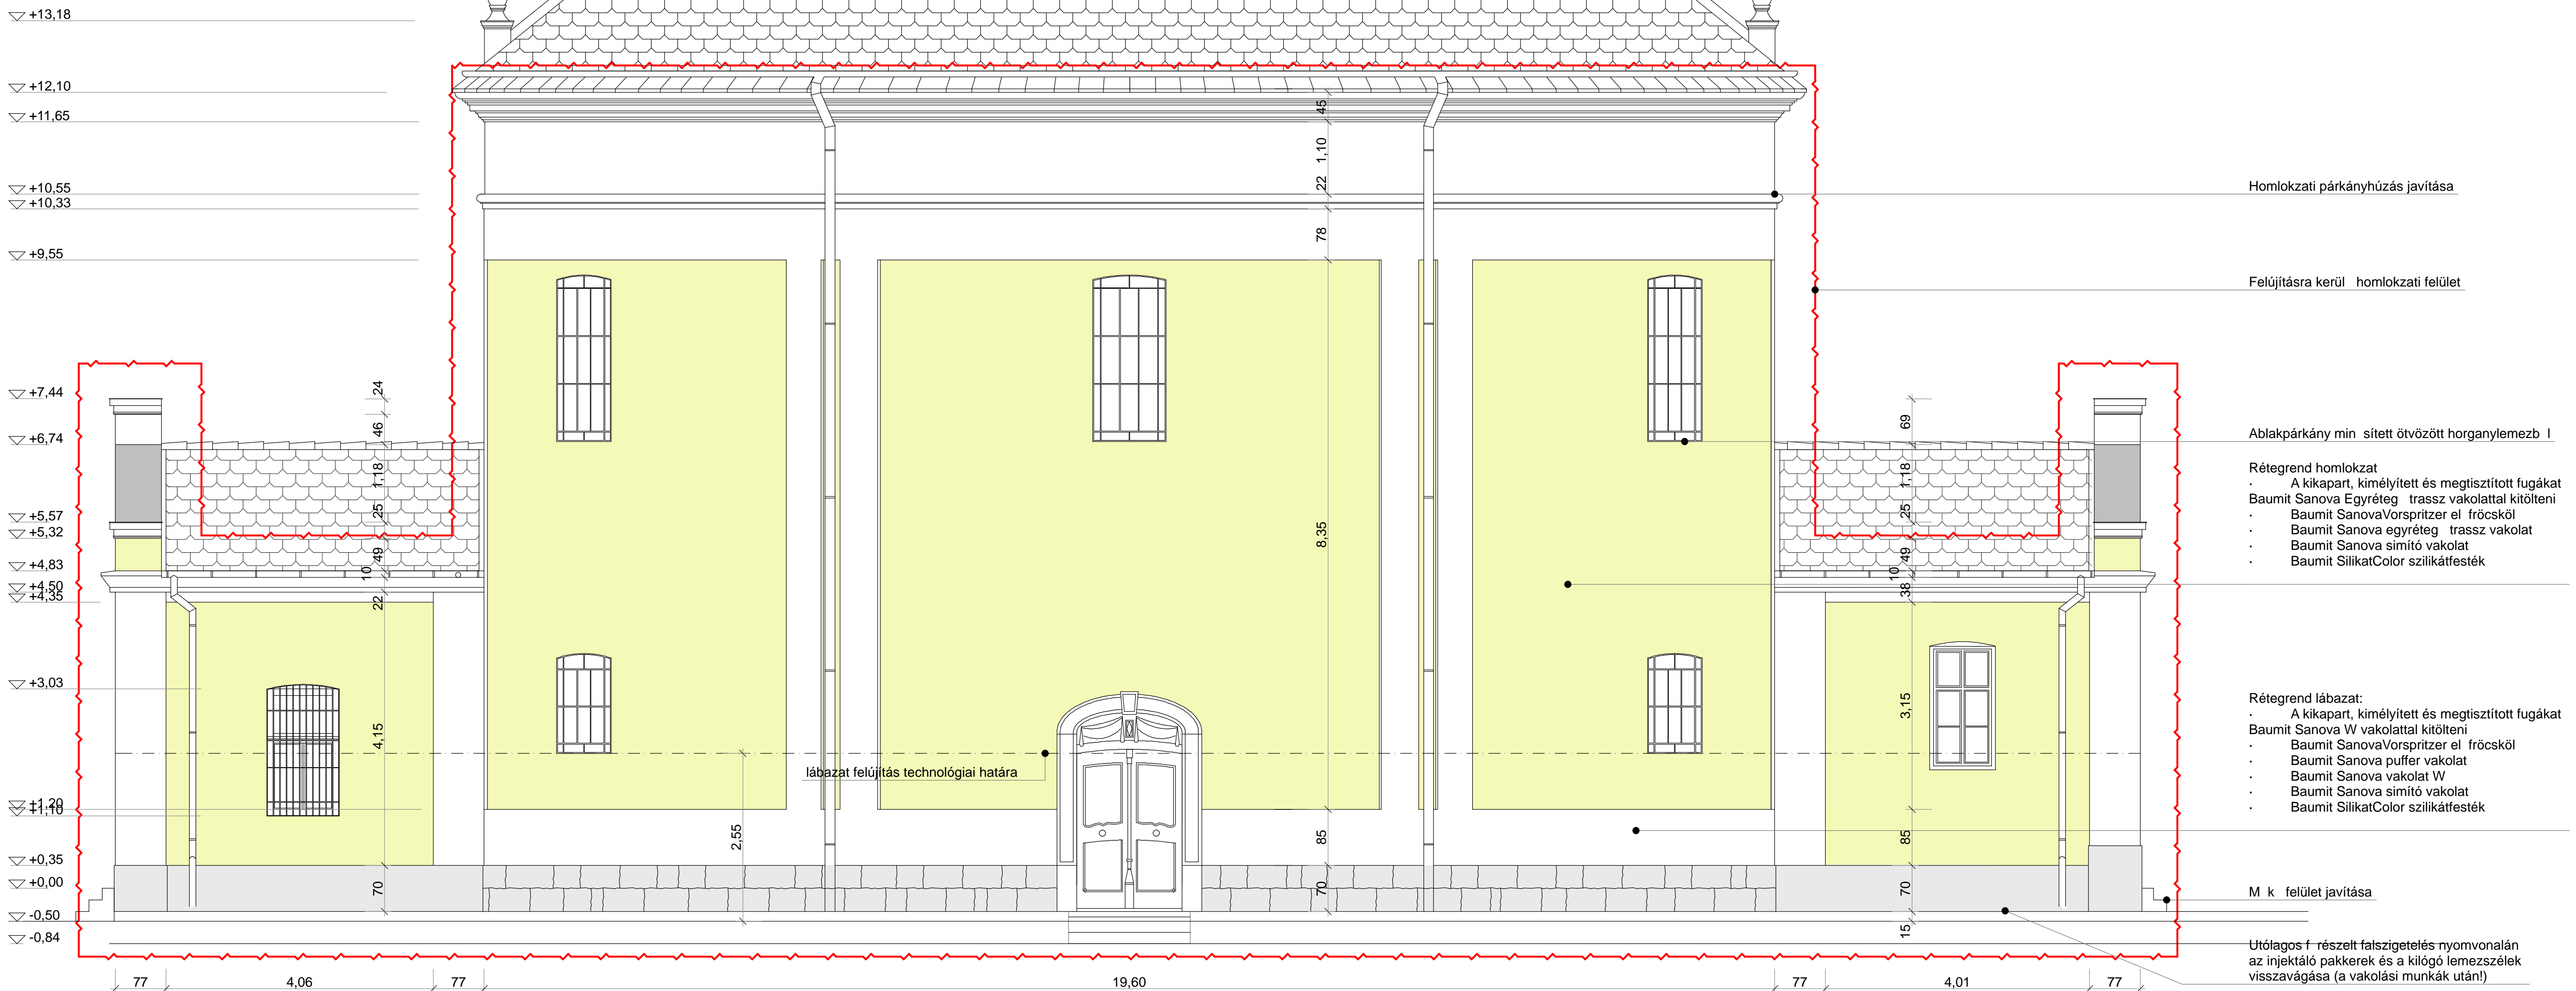 +13,18
+12,10
+11,65
+10,55
+10,33
+9,55
+7,44
+6,74
+5,57
+5,32
+4,83
+4,50
+4,35
+3,03
+1,20
+1,10
+0,35
+0,00
-0,50
-0,84
24
46
1,18
25
49
10
22
4,15
70
45
1,10
22
78
8,35
85
70
2,55
lábazat felújítás technológiai határa
69
1,18
25
49
10
38
3,15
85
70
15
77
4,06
77
19,60
77
4,01
77
Homlokzati párkányhúzás javítása
Felújításra kerül homlokzati felület
Ablakpárkány min sített ötvözött horganylemezb l
Rétegrend homlokzat
· A kikapart, kimélyített és megtisztított fugákat
Baumit Sanova Egyréteg trassz vakolattal kitölteni
· Baumit SanovaVorspritzer el fröcsköl
· Baumit Sanova egyréteg trassz vakolat
· Baumit Sanova simító vakolat
· Baumit SilikatColor szilikátfesték
Rétegrend lábazat:
· A kikapart, kimélyített és megtisztított fugákat
Baumit Sanova W vakolattal kitölteni
· Baumit SanovaVorspritzer el fröcsköl
· Baumit Sanova puffer vakolat
· Baumit Sanova vakolat W
· Baumit Sanova simító vakolat
· Baumit SilikatColor szilikátfesték
M k felület javítása
Utólagos f részelt falszigetelés nyomvonalán
az injektáló pakkerek és a kilógó lemezszélek
visszavágása (a vakolási munkák után!)